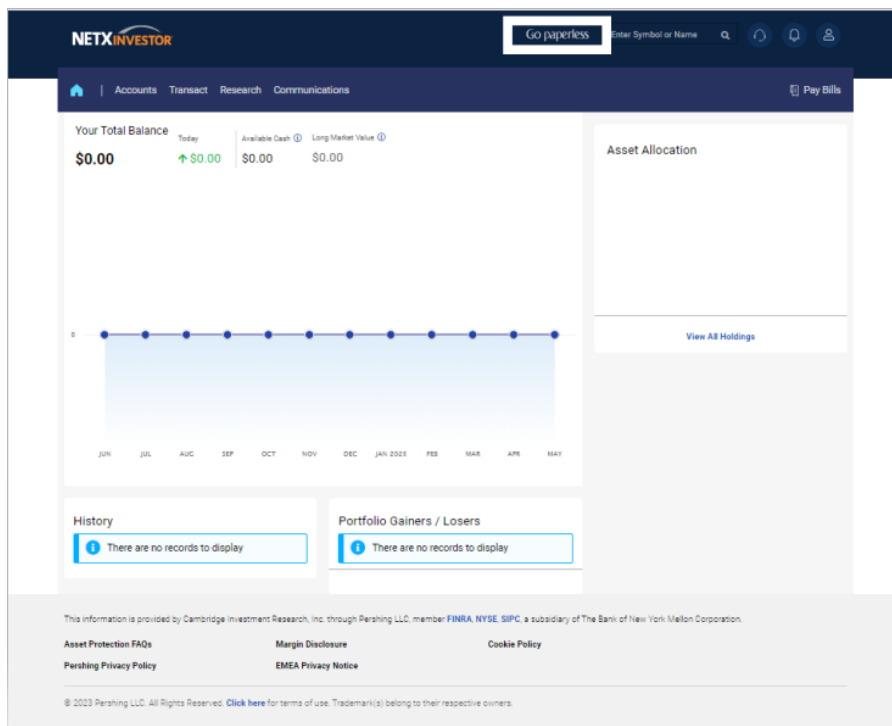 NETXINVESTOR
Go paperless
Enter Symbol or Name
Accounts Transact Research Communications
Pay Bills
Your Total Balance
Today
Available Cash
Long Market Value
$0.00
$0.00
$0.00
$0.00
0
JUN JUL AUG SEP OCT NOV DEC JAN 2023 FEB MAR APR MAY
Asset Allocation
View All Holdings
History
There are no records to display
Portfolio Gainers / Losers
There are no records to display
This information is provided by Cambridge Investment Research, Inc. through Pershing LLC, member FINRA, NYSE, SIPC, a subsidiary of The Bank of New York Mellon Corporation.
Asset Protection FAQs
Margin Disclosure
Cookie Policy
Pershing Privacy Policy
EMEA Privacy Notice
© 2023 Pershing LLC. All Rights Reserved. Click here for terms of use. Trademark(s) belong to their respective owners.